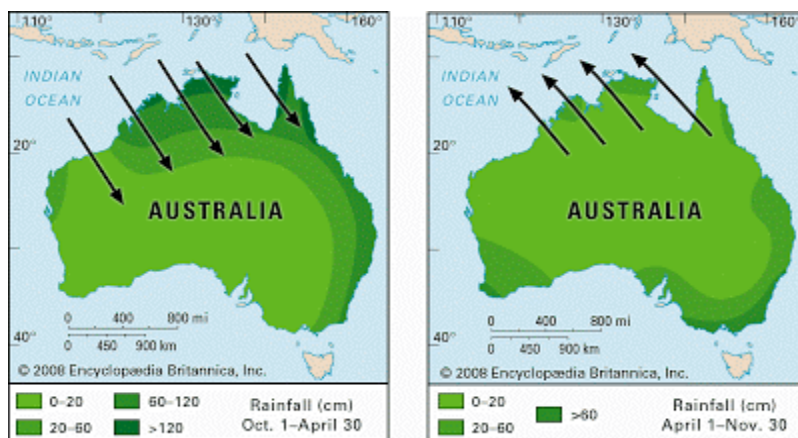 110° 130° 160°
INDIAN
OCEAN
20°
AUSTRALIA
0 400 800 mi
0 450 900 km
40°
© 2008 Encyclopædia Britannica, Inc.
0–20 60–120 Rainfall (cm)
20–60 >120 Oct. 1–April 30
110° 130° 160°
INDIAN
OCEAN
20°
AUSTRALIA
0 400 800 mi
0 450 900 km
40°
© 2008 Encyclopædia Britannica, Inc.
0–20 >60 Rainfall (cm)
20–60 April 1–Nov. 30